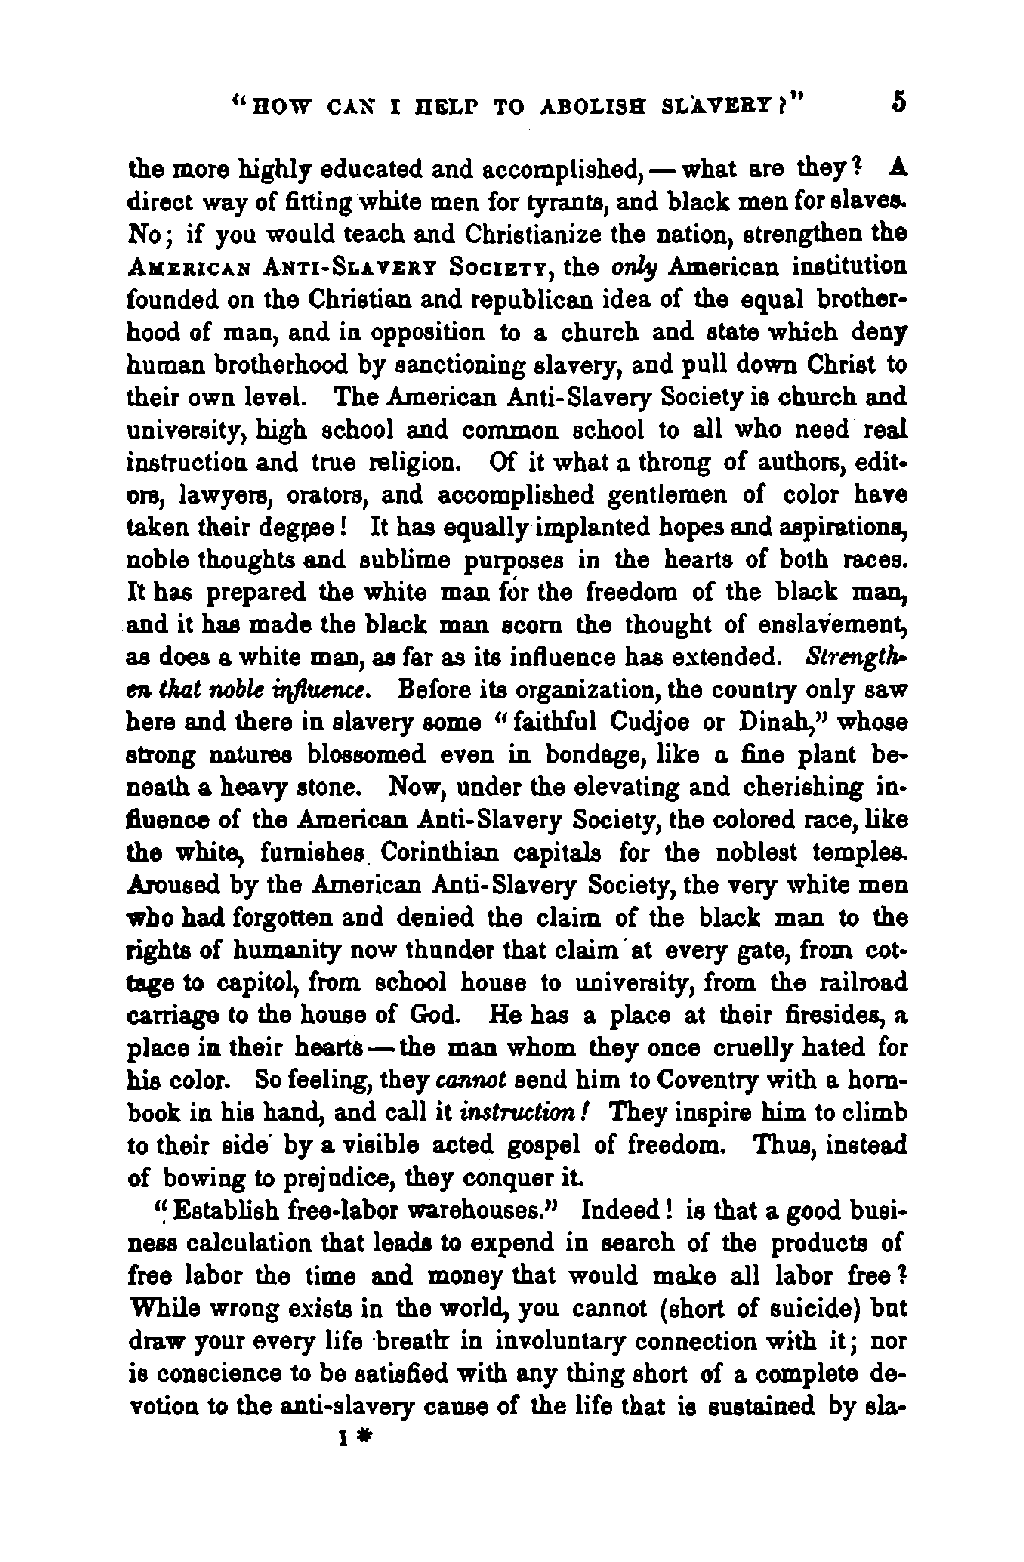 "HOW CAN I HELP TO ABOLISH SLAVERY?" 5
the more highly educated and accomplished, — what are they? A
direct way of fitting white men for tyrants, and black men for slaves.
No; if you would teach and Christianize the nation, strengthen the
AMERICAN ANTI-SLAVERY SOCIETY, the only American institution
founded on the Christian and republican idea of the equal brother-
hood of man, and in opposition to a church and state which deny
human brotherhood by sanctioning slavery, and pull down Christ to
their own level. The American Anti-Slavery Society is church and
university, high school and common school to all who need real
instruction and true religion. Of it what a throng of authors, edit-
ors, lawyers, orators, and accomplished gentlemen of color have
taken their degree! It has equally implanted hopes and aspirations,
noble thoughts and sublime purposes in the hearts of both races.
It has prepared the white man for the freedom of the black man,
and it has made the black man scorn the thought of enslavement,
as does a white man, as far as its influence has extended. Strength-
en that noble influence. Before its organization, the country only saw
here and there in slavery some "faithful Cudjoe or Dinah," whose
strong natures blossomed even in bondage, like a fine plant be-
neath a heavy stone. Now, under the elevating and cherishing in-
fluence of the American Anti-Slavery Society, the colored race, like
the white, furnishes Corinthian capitals for the noblest temples.
Aroused by the American Anti-Slavery Society, the very white men
who had forgotten and denied the claim of the black man to the
rights of humanity now thunder that claim at every gate, from cot-
tage to capitol, from school house to university, from the railroad
carriage to the house of God. He has a place at their firesides, a
place in their hearts — the man whom they once cruelly hated for
his color. So feeling, they cannot send him to Coventry with a horn-
book in his hand, and call it instruction! They inspire him to climb
to their side by a visible acted gospel of freedom. Thus, instead
of bowing to prejudice, they conquer it.
"Establish free-labor warehouses." Indeed! is that a good busi-
ness calculation that leads to expend in search of the products of
free labor the time and money that would make all labor free?
While wrong exists in the world, you cannot (short of suicide) but
draw your every life breath in involuntary connection with it; nor
is conscience to be satisfied with any thing short of a complete de-
votion to the anti-slavery cause of the life that is sustained by sla-
1*